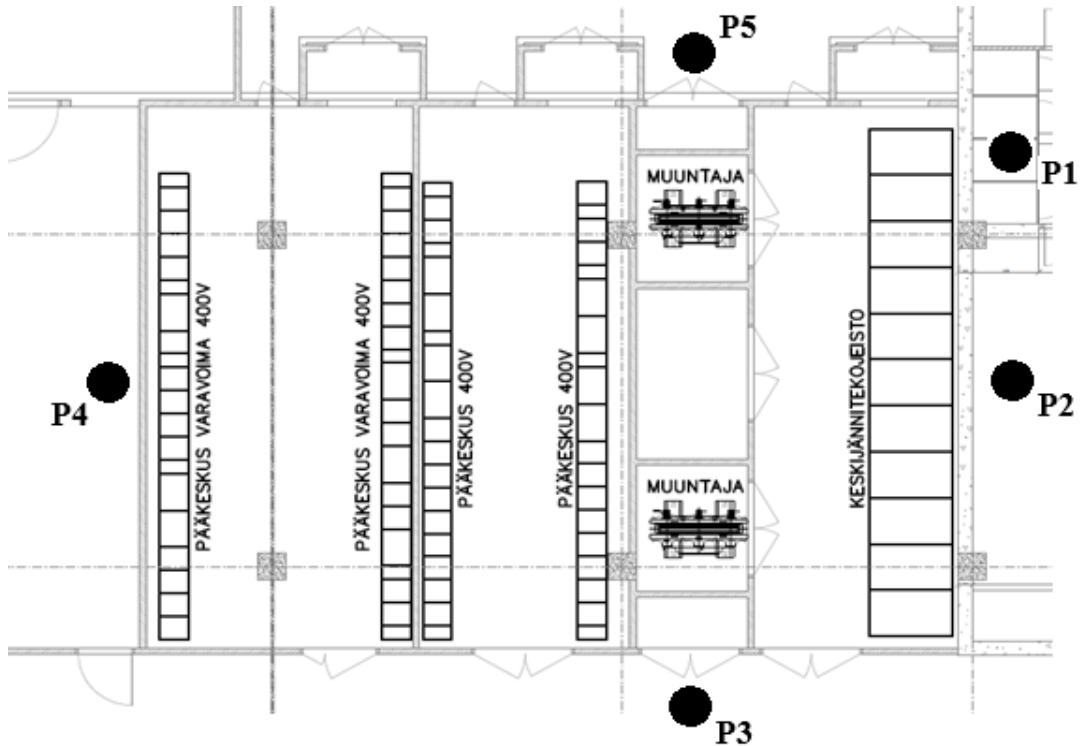 P5
P1
MUUNTAJA
PÄÄKESKUS VARAVOIMA 400V
PÄÄKESKUS VARAVOIMA 400V
PÄÄKESKUS 400V
PÄÄKESKUS 400V
KESKIJÄNNITEKOJEISTO
P4
P2
MUUNTAJA
P3